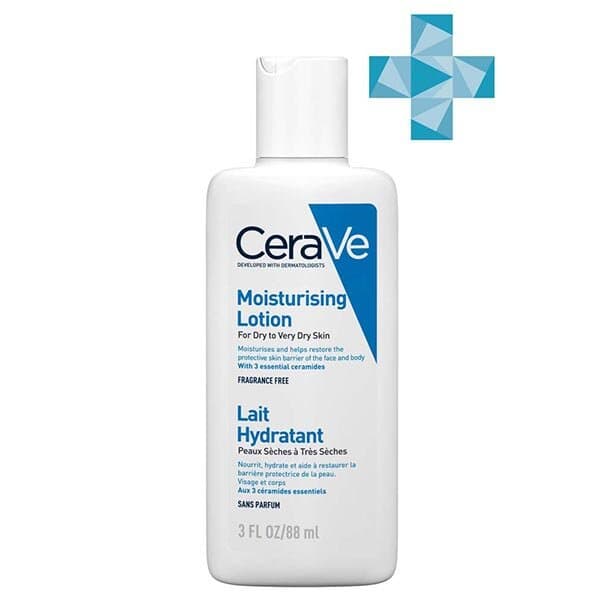 CeraVe
DEVELOPED WITH DERMATOLOGISTS
Moisturising
Lotion
For Dry to Very Dry Skin
Moisturises and helps restore the
protective skin barrier of the face and body
With 3 essential ceramides
FRAGRANCE FREE
Lait
Hydratant
Peaux Sèches à Très Sèches
Nourrit, hydrate et aide à restaurer la
barrière protectrice de la peau.
Visage et corps
Aux 3 céramides essentiels
SANS PARFUM
3 FL OZ/88 ml